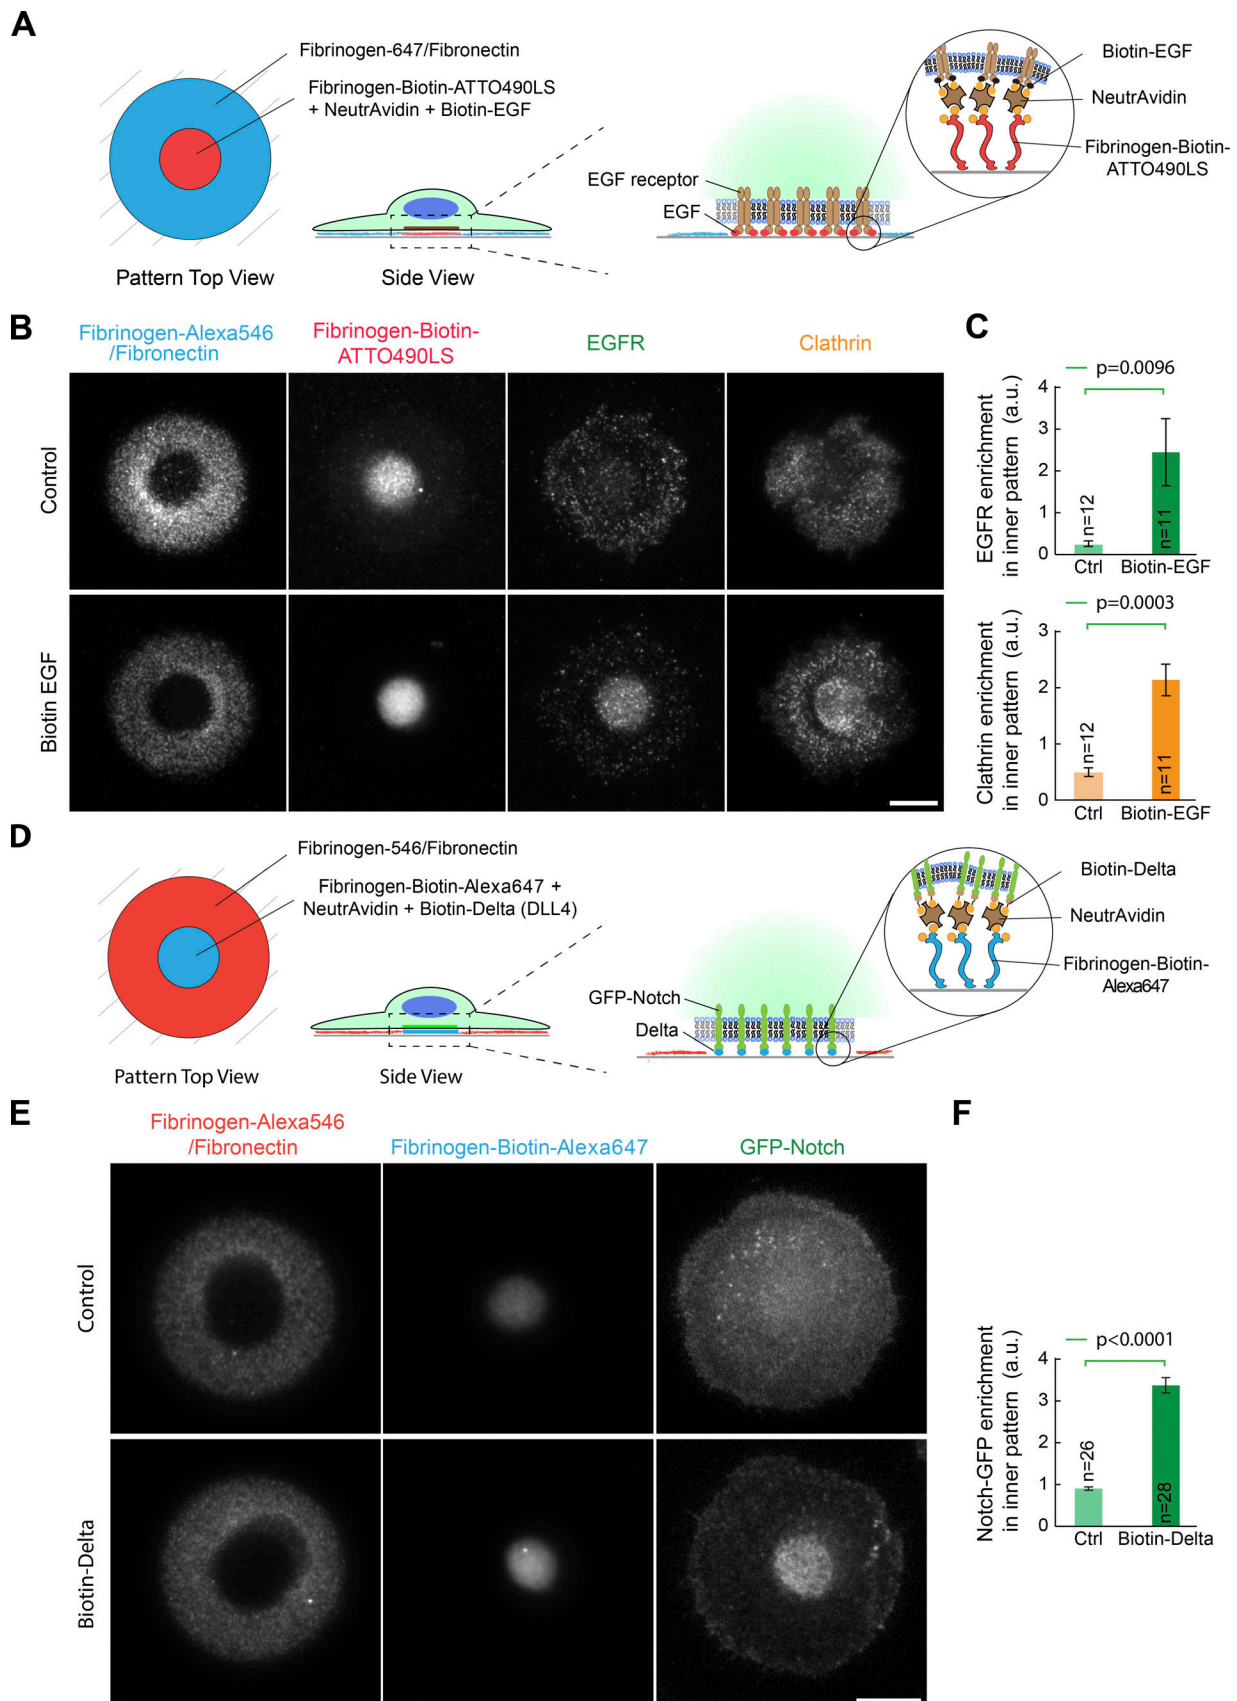 A
Fibrinogen-647/Fibronectin
Fibrinogen-Biotin-ATTO490LS
+ NeutrAvidin + Biotin-EGF
Pattern Top View
Side View
EGF receptor
EGF
Biotin-EGF
NeutrAvidin
Fibrinogen-Biotin-
ATTO490LS
B
Fibrinogen-Alexa546
/Fibronectin
Fibrinogen-Biotin-
ATTO490LS
EGFR
Clathrin
Control
Biotin EGF
C
p=0.0096
EGFR enrichment
in inner pattern (a.u.)
4
3
2
1
0
n=12
n=11
Ctrl
Biotin-EGF
p=0.0003
Clathrin enrichment
in inner pattern (a.u.)
3
2
1
0
n=12
n=11
Ctrl
Biotin-EGF
D
Fibrinogen-546/Fibronectin
Fibrinogen-Biotin-Alexa647 +
NeutrAvidin + Biotin-Delta (DLL4)
Pattern Top View
Side View
GFP-Notch
Delta
Biotin-Delta
NeutrAvidin
Fibrinogen-Biotin-
Alexa647
E
Fibrinogen-Alexa546
/Fibronectin
Fibrinogen-Biotin-Alexa647
GFP-Notch
Control
Biotin-Delta
F
p<0.0001
Notch-GFP enrichment
in inner pattern (a.u.)
4
3
2
1
0
n=26
n=28
Ctrl
Biotin-Delta